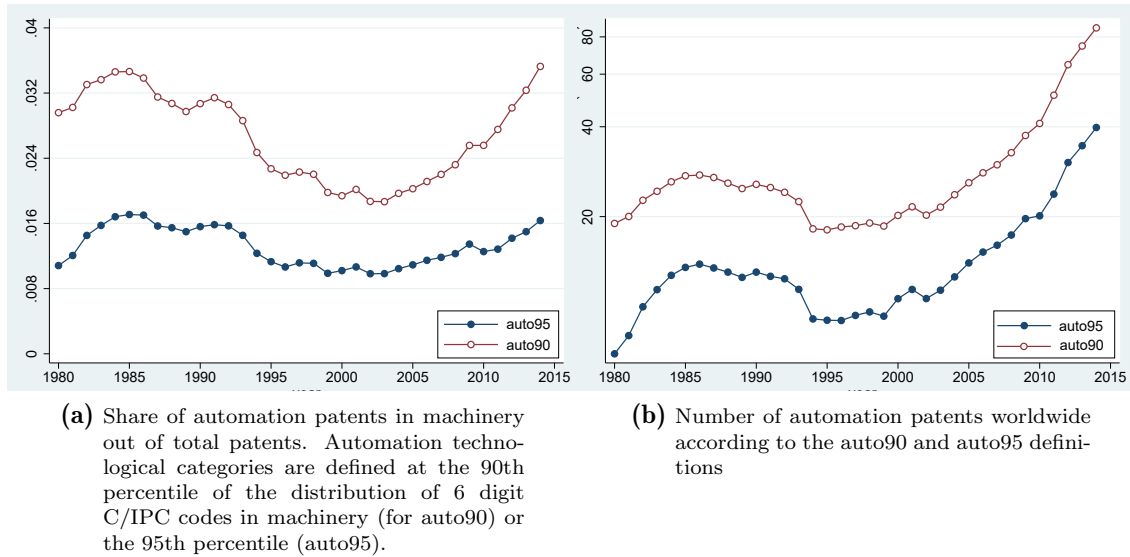 .04
.032
.024
.016
.008
0
1980 1985 1990 1995 2000 2005 2010 2015
auto95
auto90
80
60
40
20
1980 1985 1990 1995 2000 2005 2010 2015
auto95
auto90
(a) Share of automation patents in machinery
out of total patents. Automation techno-
logical categories are defined at the 90th
percentile of the distribution of 6 digit
C/IPC codes in machinery (for auto90) or
the 95th percentile (auto95).
(b) Number of automation patents worldwide
according to the auto90 and auto95 defini-
tions